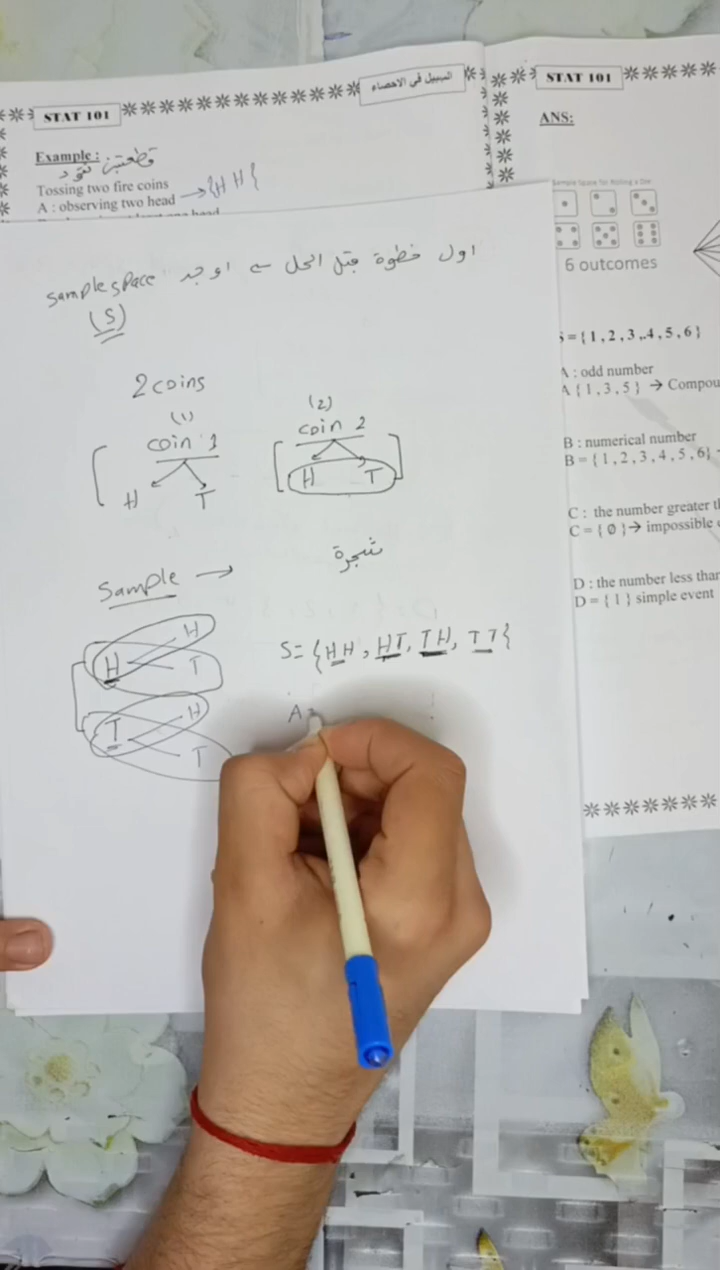 STAT 101
السبيل في الاحصاء
Example : قطعتين نقود
Tossing two fire coins
A : observing two head → {H H}
STAT 101
ANS:
6 outcomes
S = { 1 , 2 , 3 , .4 , 5 , 6 }
A : odd number
A { 1 , 3 , 5 } → Compou
B : numerical number
B = { 1 , 2 , 3 , 4 , 5 , 6 }
C : the number greater
C = { 0 } → impossible
D : the number less than
D = { 1 } simple event
اول خطوة قبل الحل ← اوجد sample space
(S)
2 coins
(1) (2)
coin 1 coin 2
H T H T
شجرة
Sample →
H H T
T H T
S = { HH , HT , TH , TT }
A =